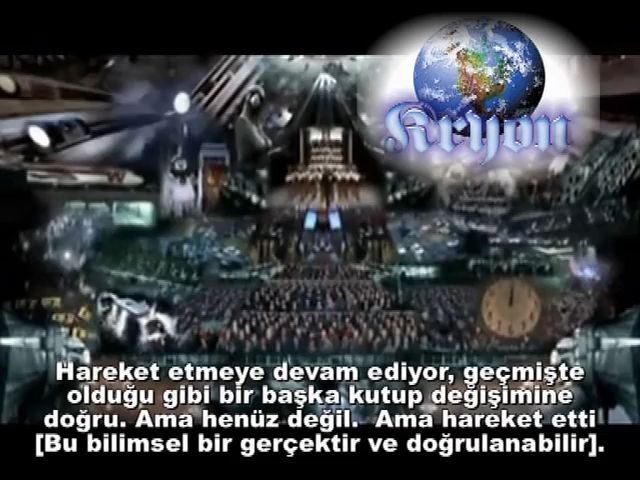 Kryon
Hareket etmeye devam ediyor, geçmişte
olduğu gibi bir başka kutup değişimine
doğru. Ama henüz değil.  Ama hareket etti
[Bu bilimsel bir gerçektir ve doğrulanabilir].